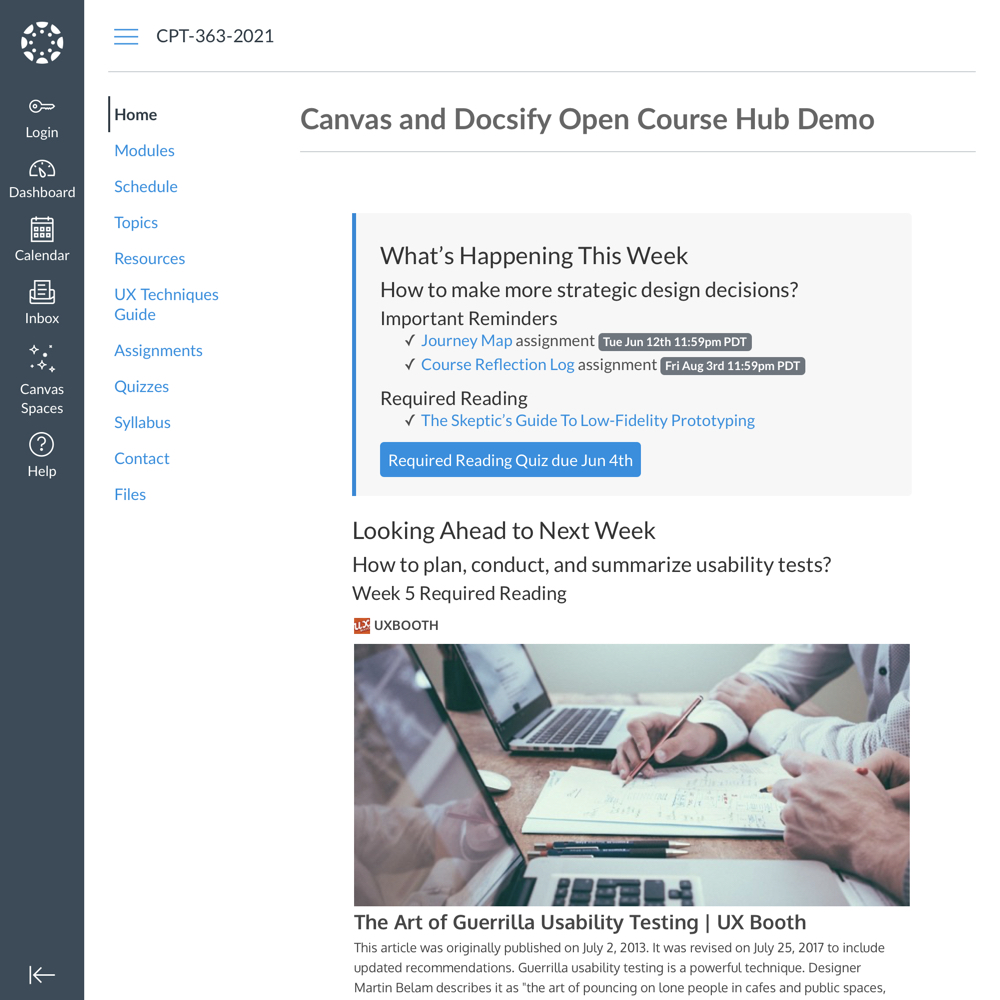 CPT-363-2021
Login
Dashboard
Calendar
Inbox
Canvas
Spaces
Help
Home
Modules
Schedule
Topics
Resources
UX Techniques
Guide
Assignments
Quizzes
Syllabus
Contact
Files
Canvas and Docsify Open Course Hub Demo
What’s Happening This Week
How to make more strategic design decisions?
Important Reminders
✓ Journey Map assignment Tue Jun 12th 11:59pm PDT
✓ Course Reflection Log assignment Fri Aug 3rd 11:59pm PDT
Required Reading
✓ The Skeptic’s Guide To Low-Fidelity Prototyping
Required Reading Quiz due Jun 4th
Looking Ahead to Next Week
How to plan, conduct, and summarize usability tests?
Week 5 Required Reading
ux UXBOOTH
The Art of Guerrilla Usability Testing | UX Booth
This article was originally published on July 2, 2013. It was revised on July 25, 2017 to include
updated recommendations. Guerrilla usability testing is a powerful technique. Designer
Martin Belam describes it as "the art of pouncing on lone people in cafes and public spaces,